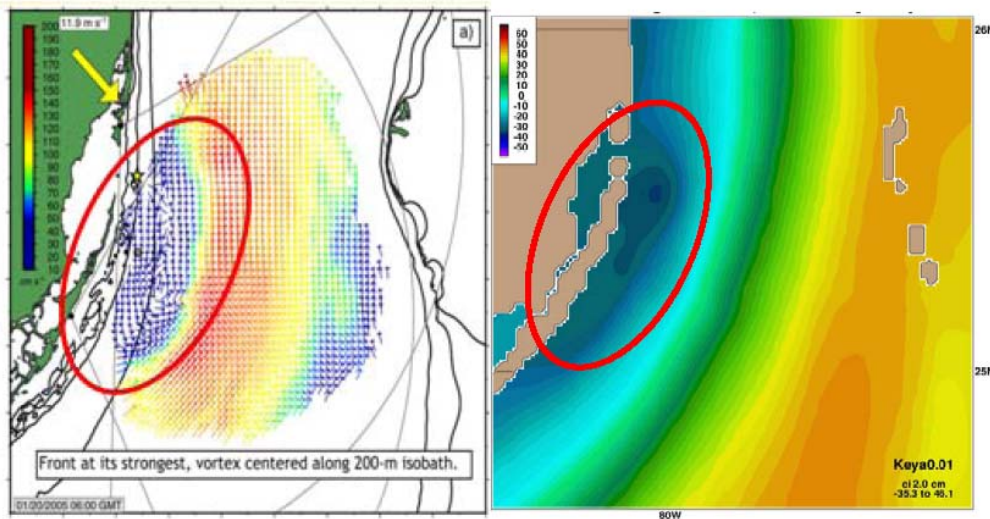 200
190
180
170
160
150
140
130
120
110
100
90
80
70
60
50
40
30
20
10
cm s⁻¹
11.9 m s⁻¹
a)
Front at its strongest, vortex centered along 200-m isobath.
01/20/2005 06:00 GMT
60
50
40
30
20
10
0
-10
-20
-30
-40
-50
26N
25N
80W
Keya0.01
ci 2.0 cm
-35.3 to 46.1